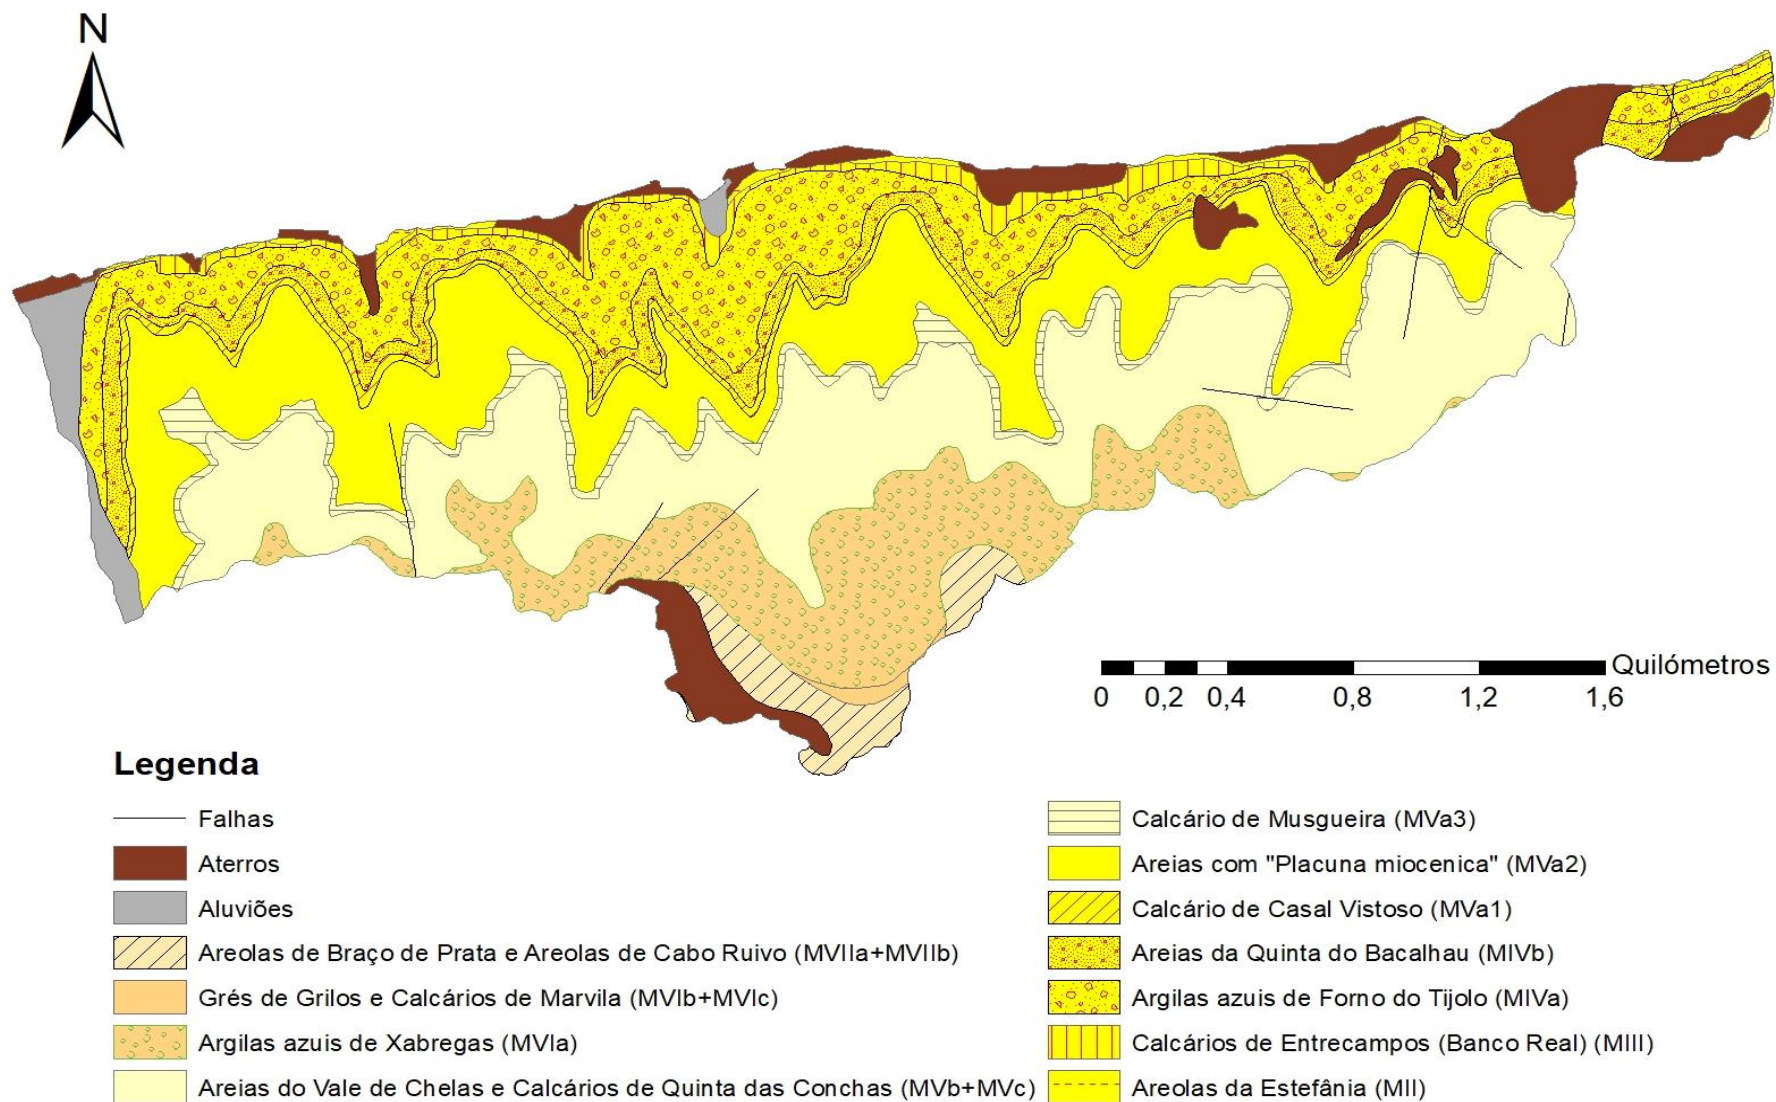 N
Quilómetros
0 0,2 0,4 0,8 1,2 1,6
Legenda
Falhas
Aterros
Aluviões
Areolas de Braço de Prata e Areolas de Cabo Ruivo (MVIIa+MVIIb)
Grés de Grilos e Calcários de Marvila (MVIb+MVIc)
Argilas azuis de Xabregas (MVIa)
Areias do Vale de Chelas e Calcários de Quinta das Conchas (MVb+MVc)
Calcário de Musgueira (MVa3)
Areias com "Placuna miocenica" (MVa2)
Calcário de Casal Vistoso (MVa1)
Areias da Quinta do Bacalhau (MIVb)
Argilas azuis de Forno do Tijolo (MIVa)
Calcários de Entrecampos (Banco Real) (MIII)
Areolas da Estefânia (MII)